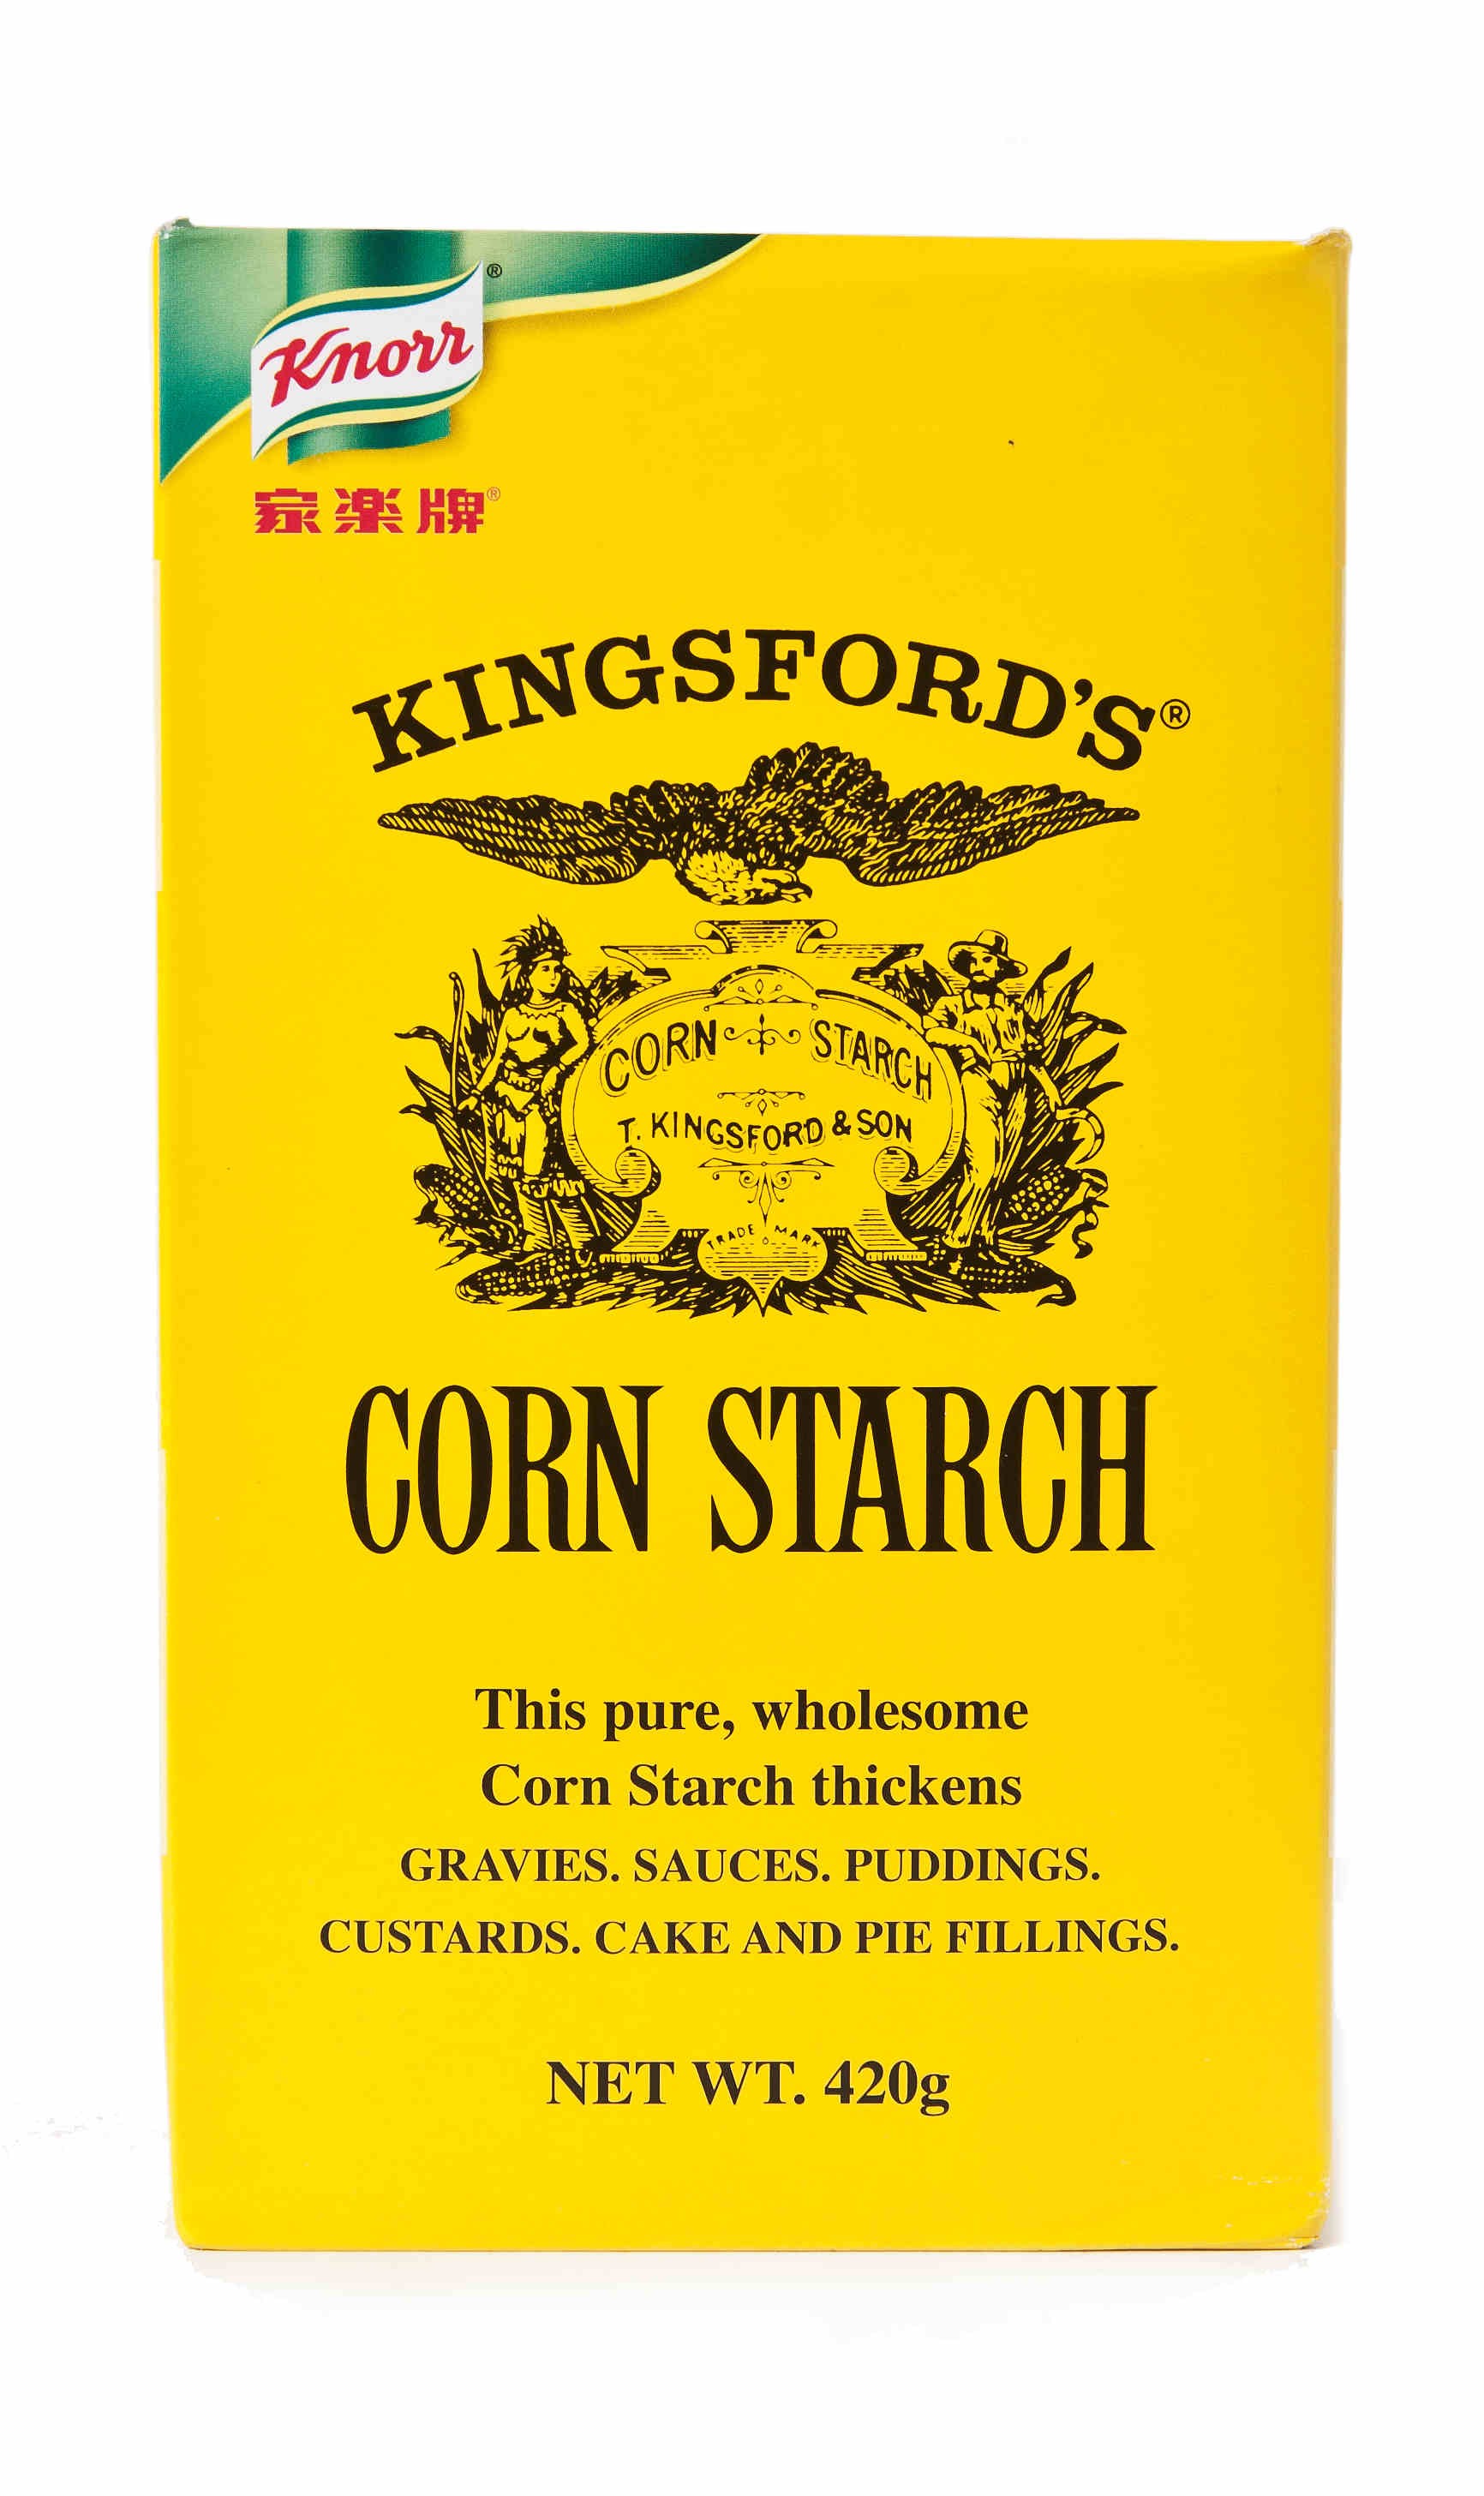 Knorr®
家楽牌®
KINGSFORD'S®
CORN STARCH
T. KINGSFORD & SON
TRADE MARK
CORN STARCH
This pure, wholesome
Corn Starch thickens
GRAVIES. SAUCES. PUDDINGS.
CUSTARDS. CAKE AND PIE FILLINGS.
NET WT. 420g